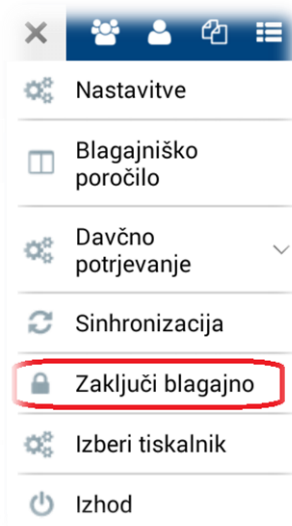 Nastavitve
Blagajniško
poročilo
Davčno
potrjevanje
Sinhronizacija
Zaključi blagajno
Izberi tiskalnik
Izhod